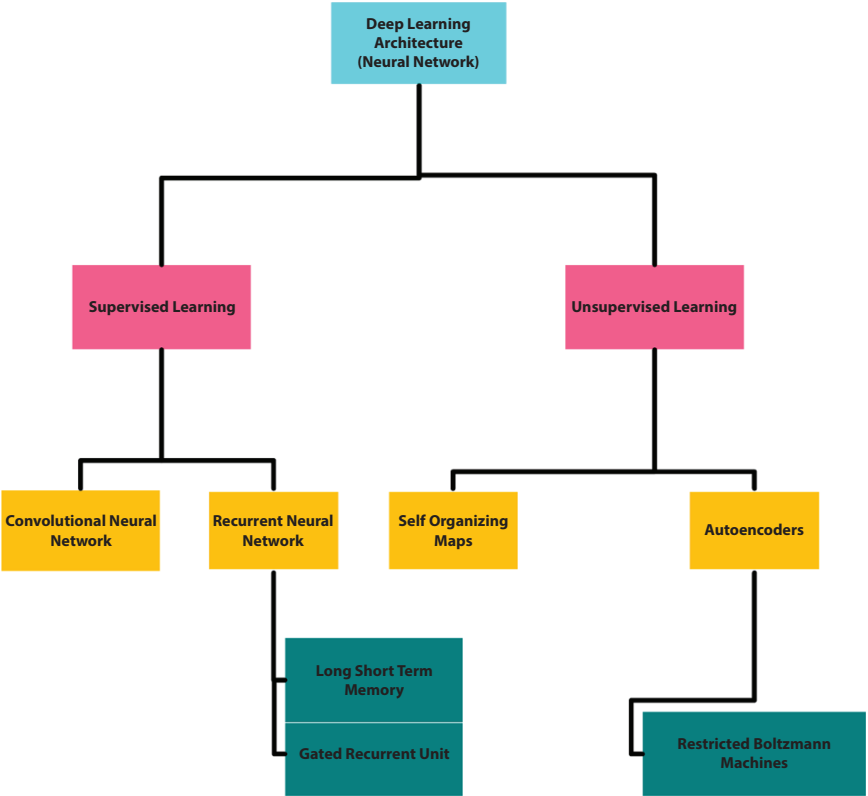 Deep Learning
Architecture
(Neural Network)
Supervised Learning
Unsupervised Learning
Convolutional Neural
Network
Recurrent Neural
Network
Self Organizing
Maps
Autoencoders
Long Short Term
Memory
Gated Recurrent Unit
Restricted Boltzmann
Machines